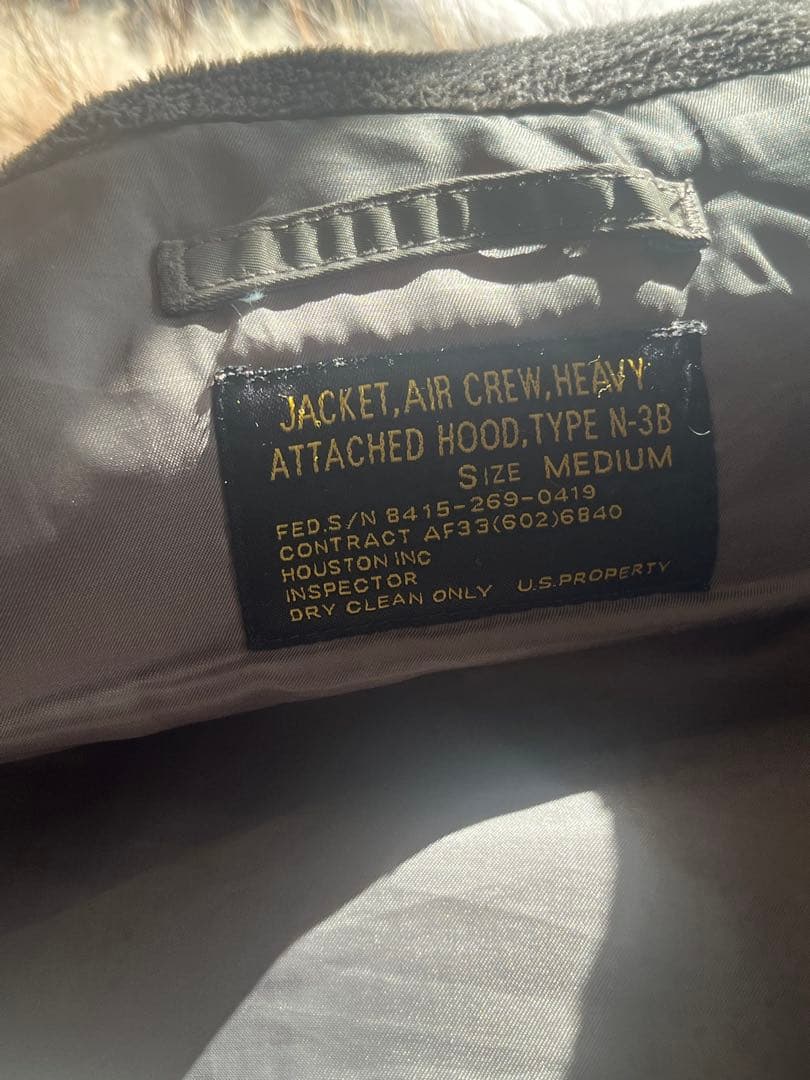 JACKET,AIR CREW,HEAVY
ATTACHED HOOD,TYPE N-3B
SIZE MEDIUM
FED.S/N 8415-269-0419
CONTRACT AF33(602)6840
HOUSTON INC
INSPECTOR
DRY CLEAN ONLY U.S.PROPERTY